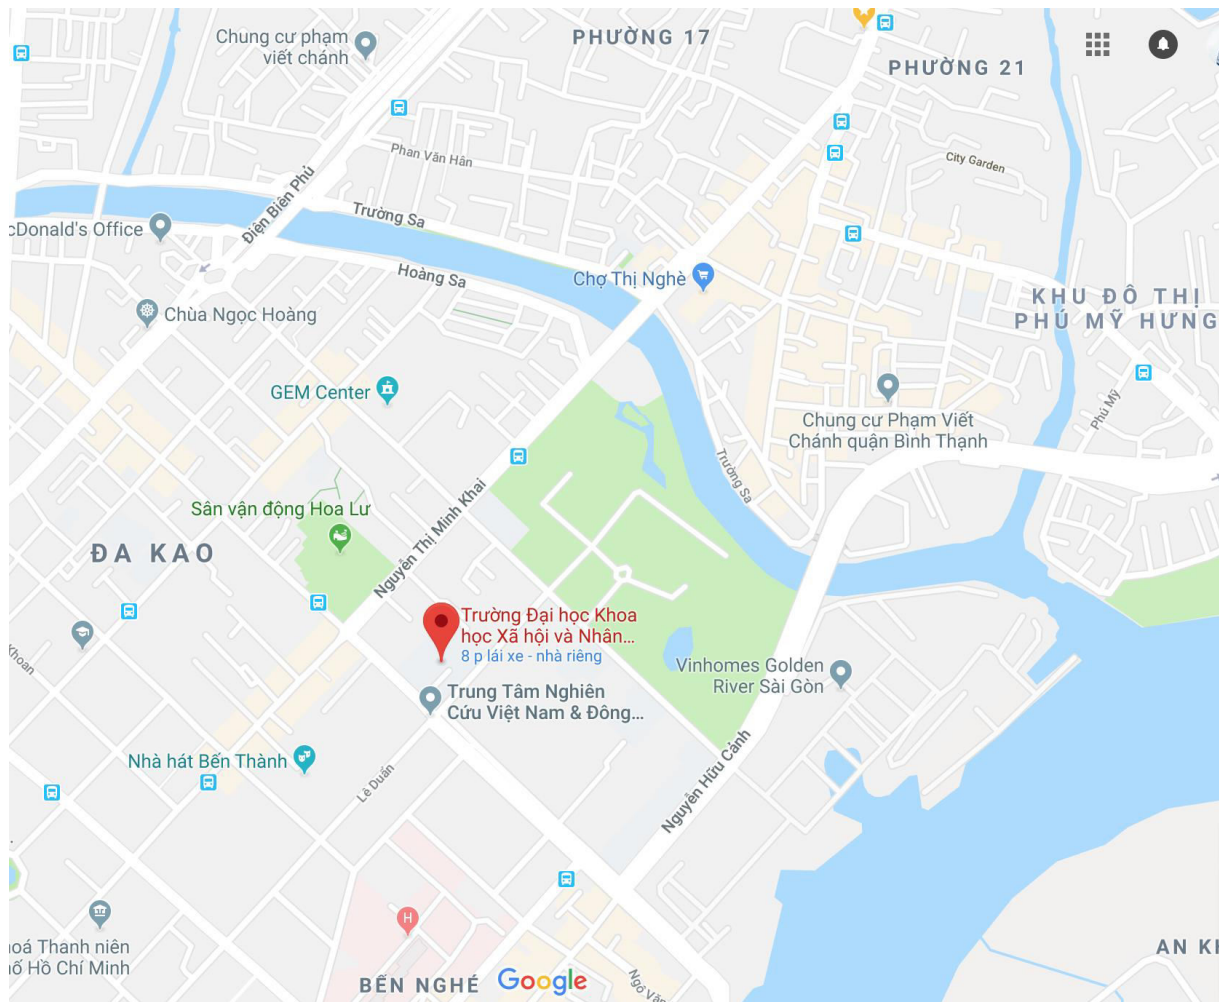 Chung cư phạm
viết chánh
PHƯỜNG 17
PHƯỜNG 21
Phan Văn Hân
City Garden
Điện Biên Phủ
Trường Sa
cDonald's Office
Hoàng Sa
Chợ Thị Nghè
KHU ĐÔ THỊ
PHÚ MỸ HƯNG
Chùa Ngọc Hoàng
GEM Center
Phú Mỹ
Chung cư Phạm Viết
Chánh quận Bình Thạnh
Trường Sa
Nguyễn Thị Minh Khai
Sân vận động Hoa Lư
ĐA KAO
Trường Đại học Khoa
học Xã hội và Nhân...
8 p lái xe - nhà riêng
Khoan
Vinhomes Golden
River Sài Gòn
Trung Tâm Nghiên
Cứu Việt Nam & Đông...
Nhà hát Bến Thành
Lê Duẩn
Nguyễn Hữu Cảnh
H
oá Thanh niên
ố Hồ Chí Minh
AN KH
BẾN NGHÉ
Google
Ngô Văn